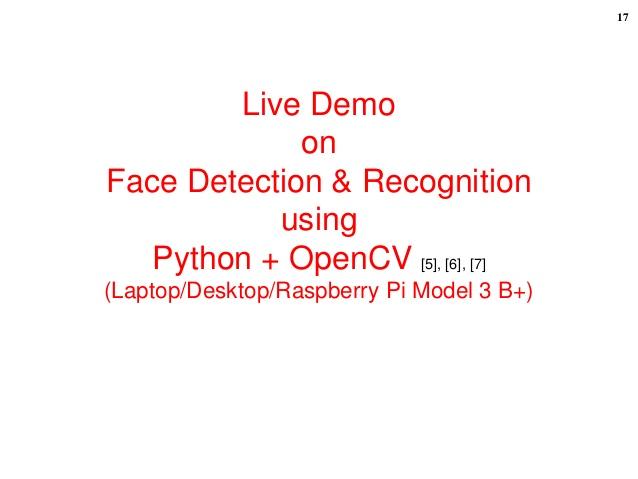 17
Live Demo
on
Face Detection & Recognition
using
Python + OpenCV [5], [6], [7]
(Laptop/Desktop/Raspberry Pi Model 3 B+)